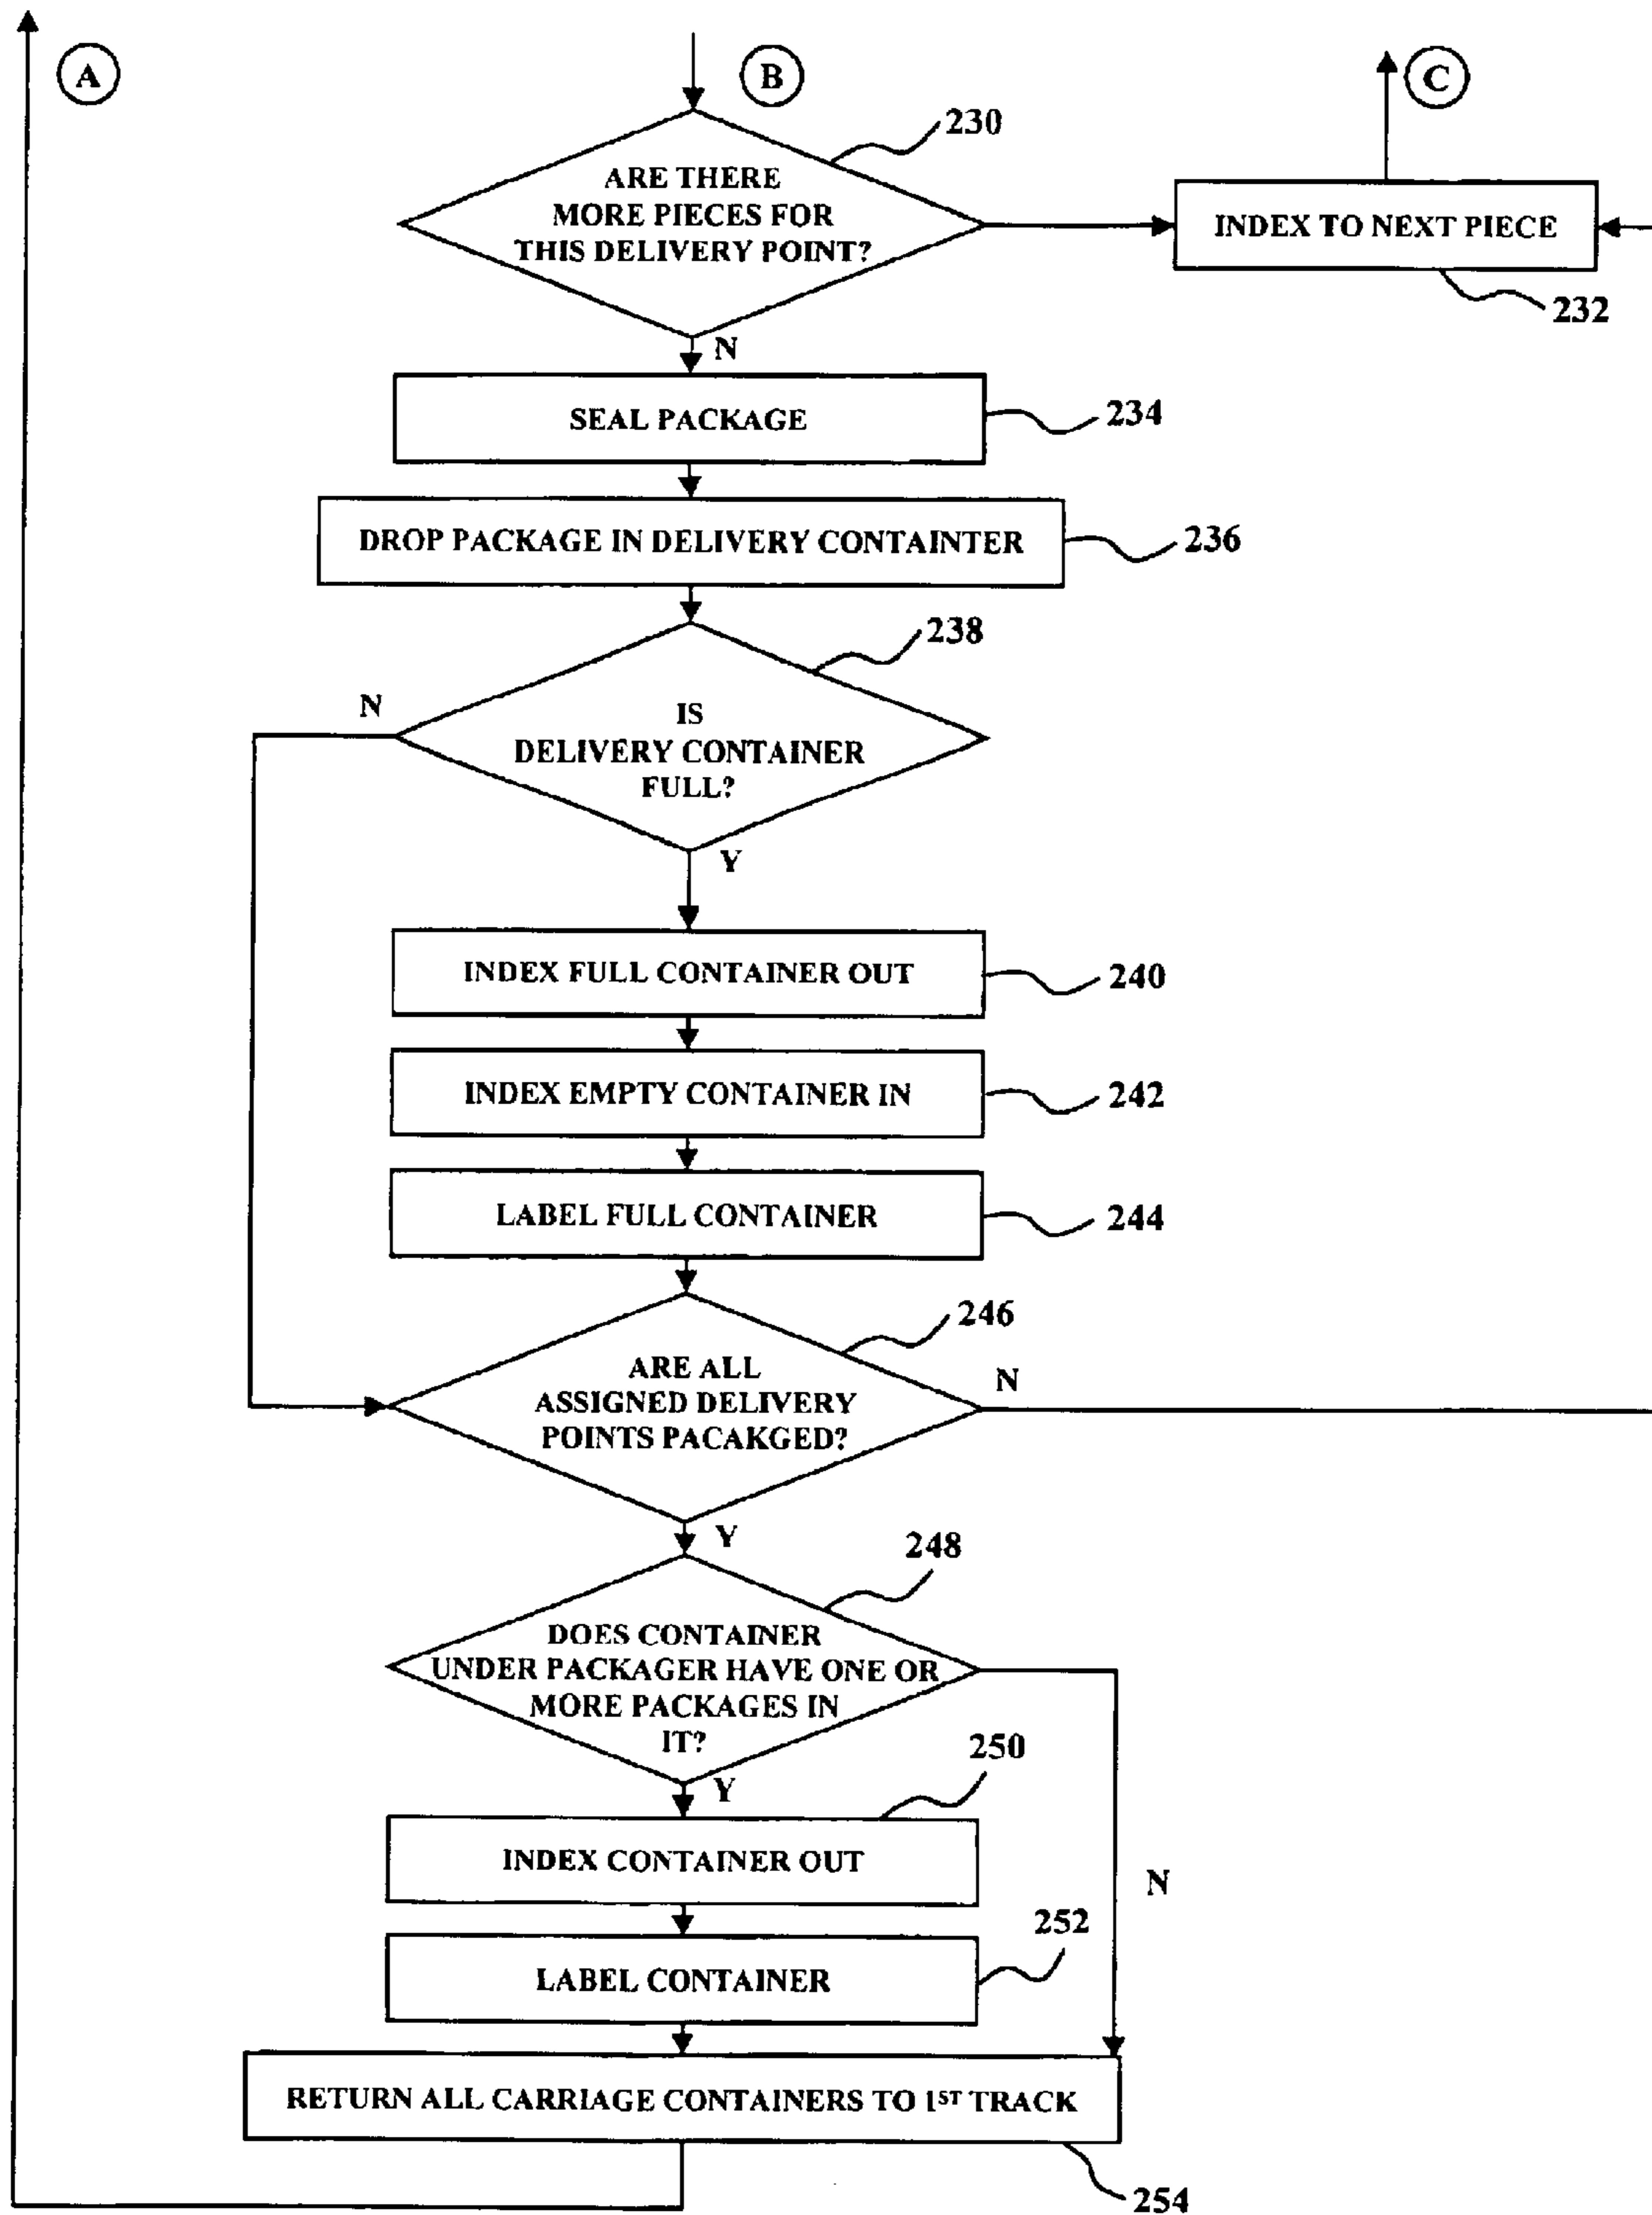 A
B
C
230
ARE THERE
MORE PIECES FOR
THIS DELIVERY POINT?
INDEX TO NEXT PIECE
232
N
SEAL PACKAGE
234
DROP PACKAGE IN DELIVERY CONTAINTER
236
238
N
IS
DELIVERY CONTAINER
FULL?
Y
INDEX FULL CONTAINER OUT
240
INDEX EMPTY CONTAINER IN
242
LABEL FULL CONTAINER
244
246
ARE ALL
ASSIGNED DELIVERY
POINTS PACAKGED?
N
Y
248
DOES CONTAINER
UNDER PACKAGER HAVE ONE OR
MORE PACKAGES IN
IT?
250
Y
INDEX CONTAINER OUT
N
252
LABEL CONTAINER
RETURN ALL CARRIAGE CONTAINERS TO 1ST TRACK
254